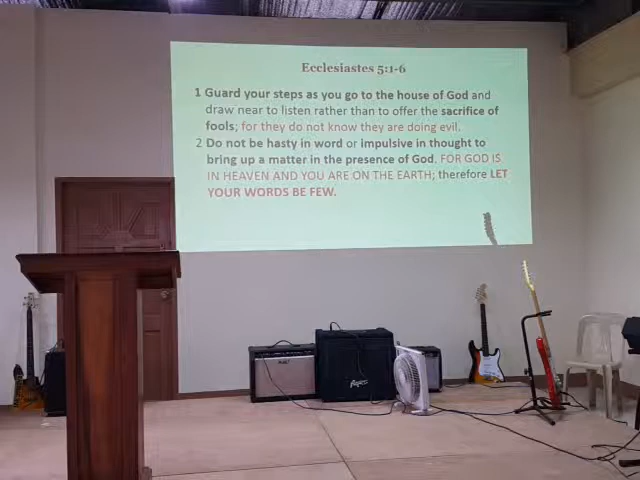 Ecclesiastes 5:1-6
1 Guard your steps as you go to the house of God and
draw near to listen rather than to offer the sacrifice of
fools; for they do not know they are doing evil.
2 Do not be hasty in word or impulsive in thought to
bring up a matter in the presence of God. FOR GOD IS
IN HEAVEN AND YOU ARE ON THE EARTH; therefore LET
YOUR WORDS BE FEW.